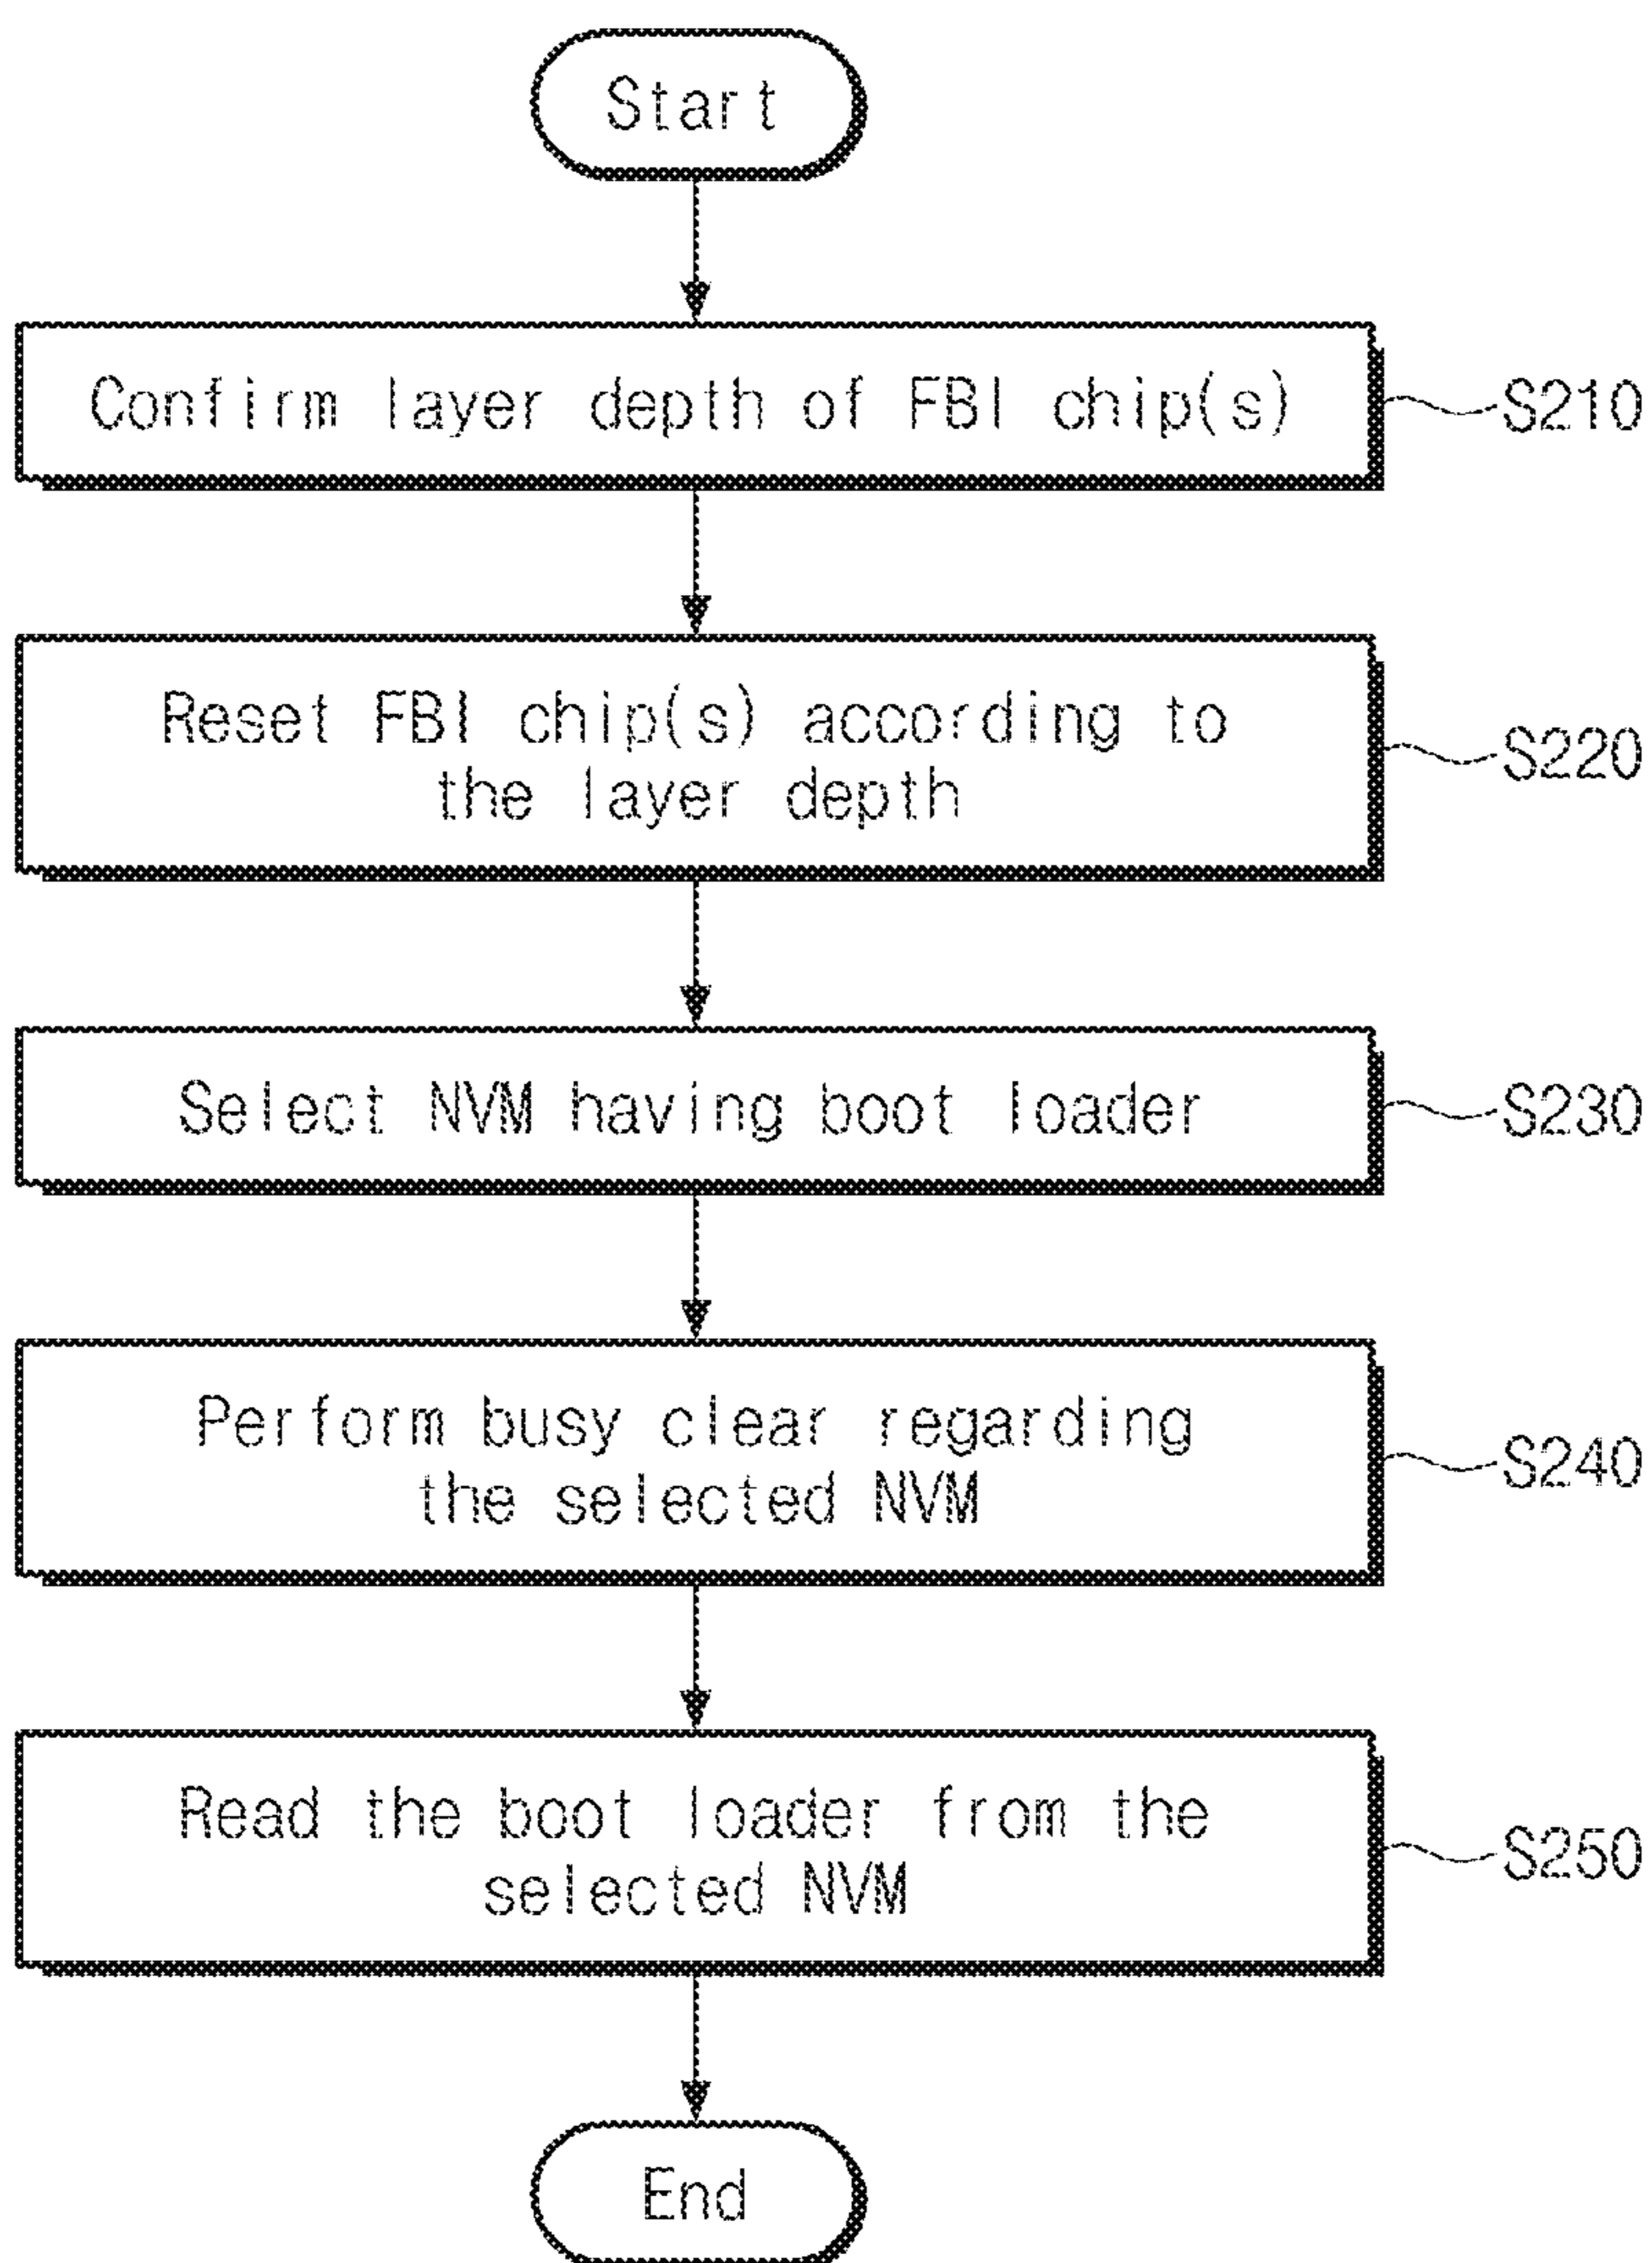 Start
Confirm layer depth of FBI chip(s)
S210
Reset FBI chip(s) according to
the layer depth
S220
Select NVM having boot loader
S230
Perform busy clear regarding
the selected NVM
S240
Read the boot loader from the
selected NVM
S250
End